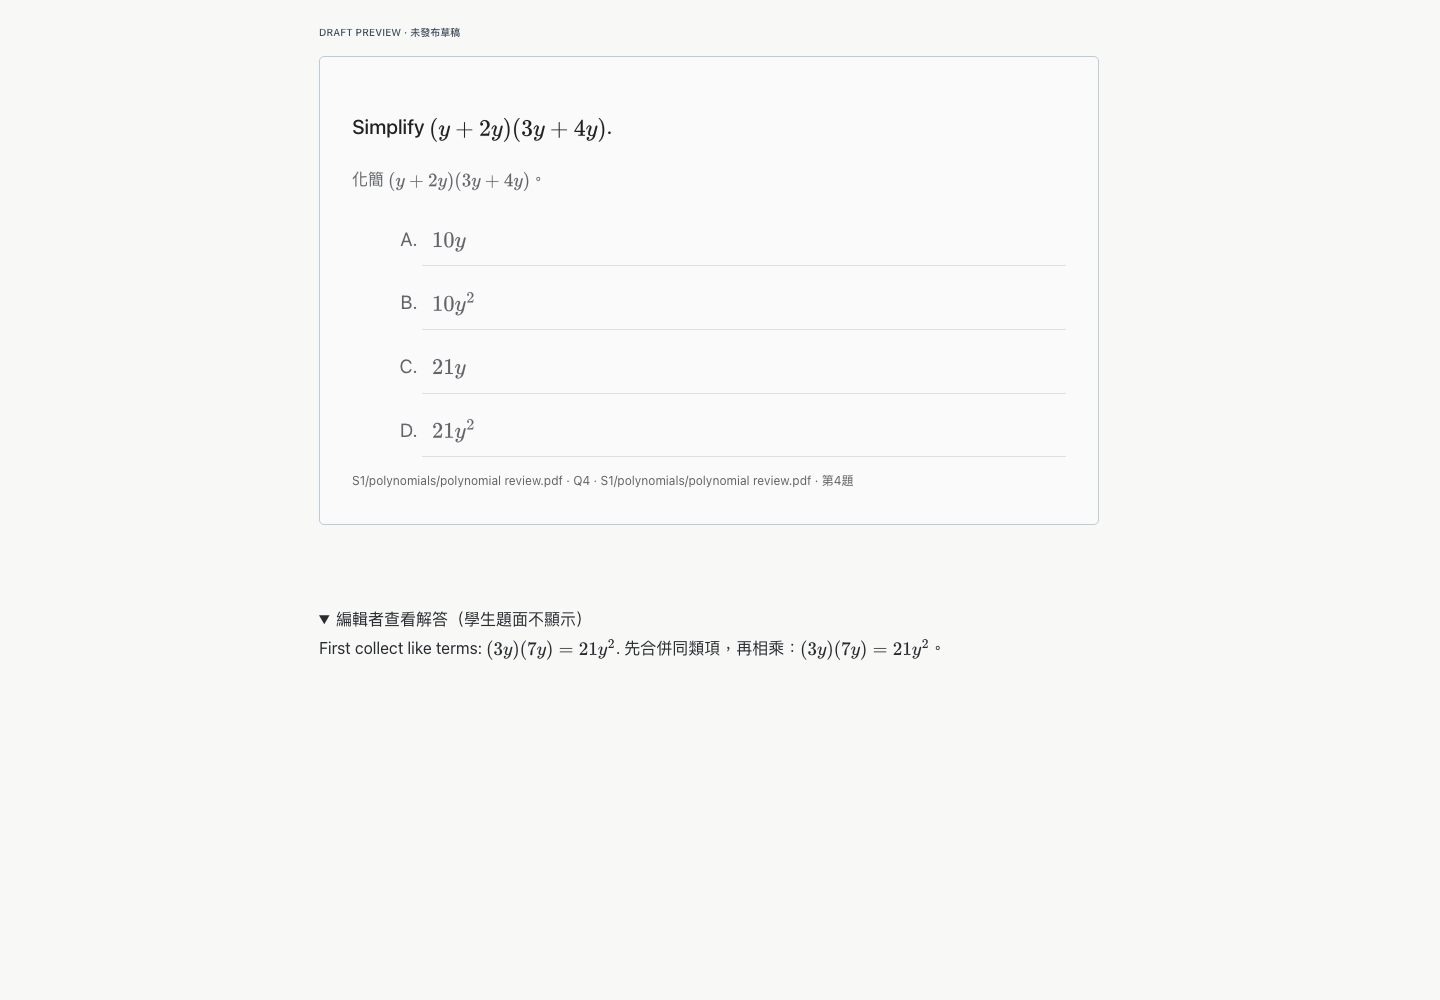 DRAFT PREVIEW · 未發布草稿
Simplify (y + 2y)(3y + 4y).
化簡 (y + 2y)(3y + 4y)。
A. 10y
B. 10y²
C. 21y
D. 21y²
S1/polynomials/polynomial review.pdf · Q4 · S1/polynomials/polynomial review.pdf · 第4題
▼ 編輯者查看解答（學生題面不顯示）
First collect like terms: (3y)(7y) = 21y². 先合併同類項，再相乘：(3y)(7y) = 21y²。